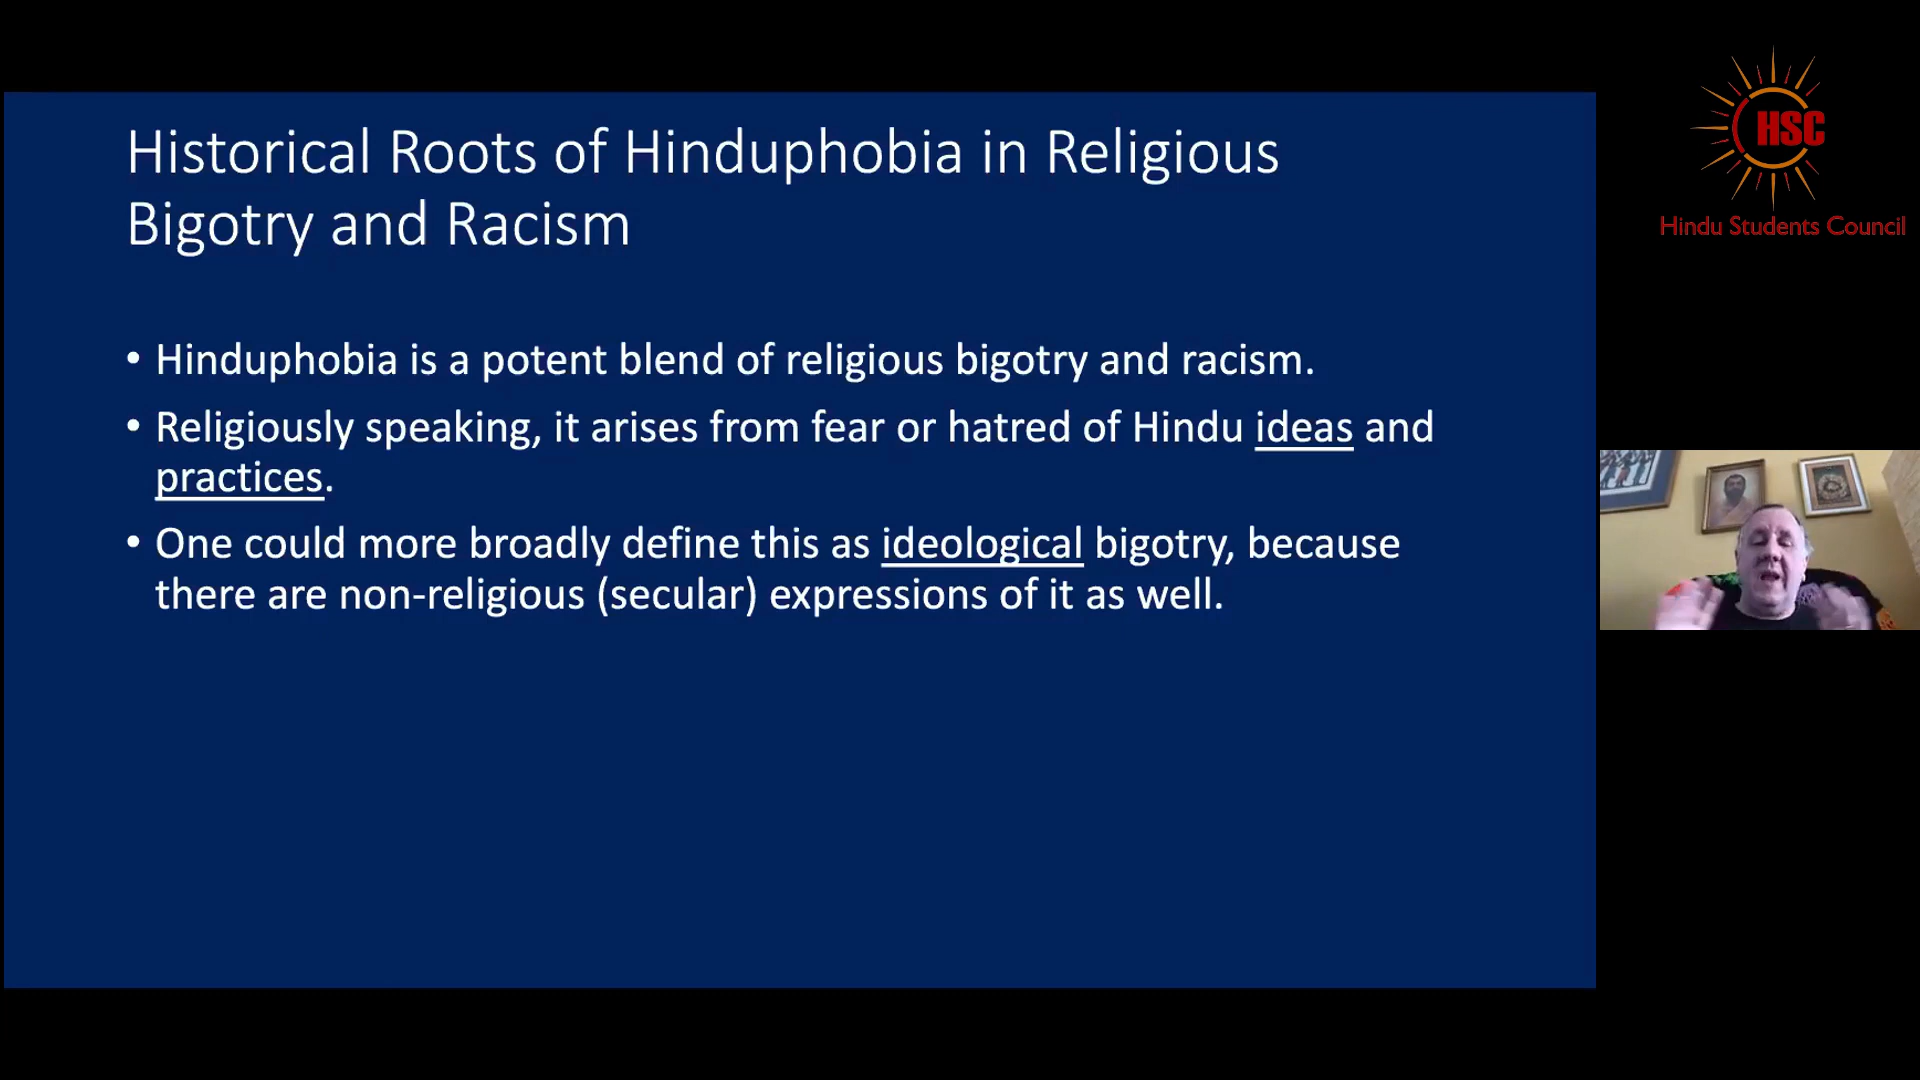 Historical Roots of Hinduphobia in Religious
Bigotry and Racism
• Hinduphobia is a potent blend of religious bigotry and racism.
• Religiously speaking, it arises from fear or hatred of Hindu ideas and
practices.
• One could more broadly define this as ideological bigotry, because
there are non-religious (secular) expressions of it as well.
HSC
Hindu Students Council